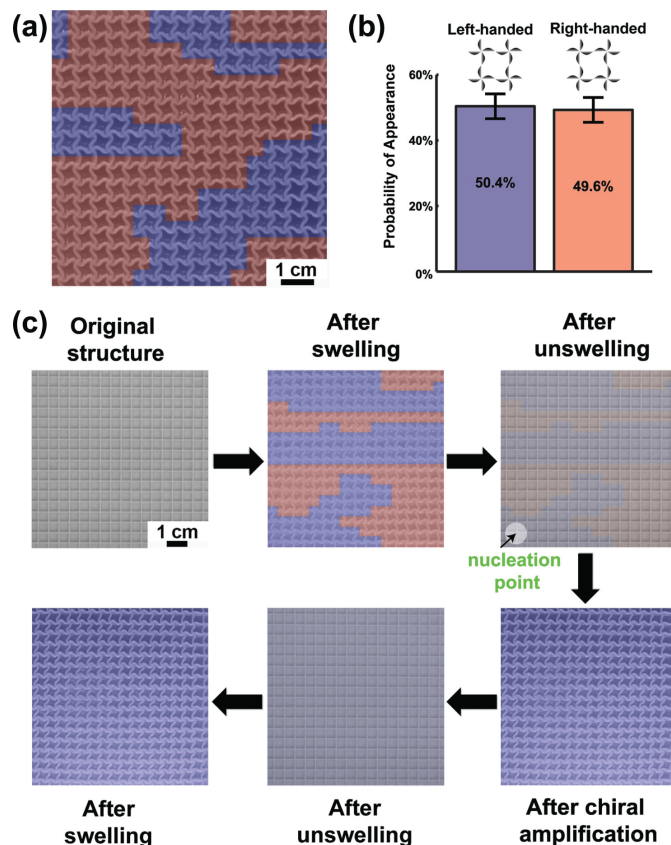 (a)
1 cm
(b)
Left-handed
Right-handed
Probability of Appearance
60%
40%
20%
0%
50.4%
49.6%
(c)
Original
structure
After
swelling
After
unswelling
1 cm
nucleation
point
After
swelling
After
unswelling
After chiral
amplification